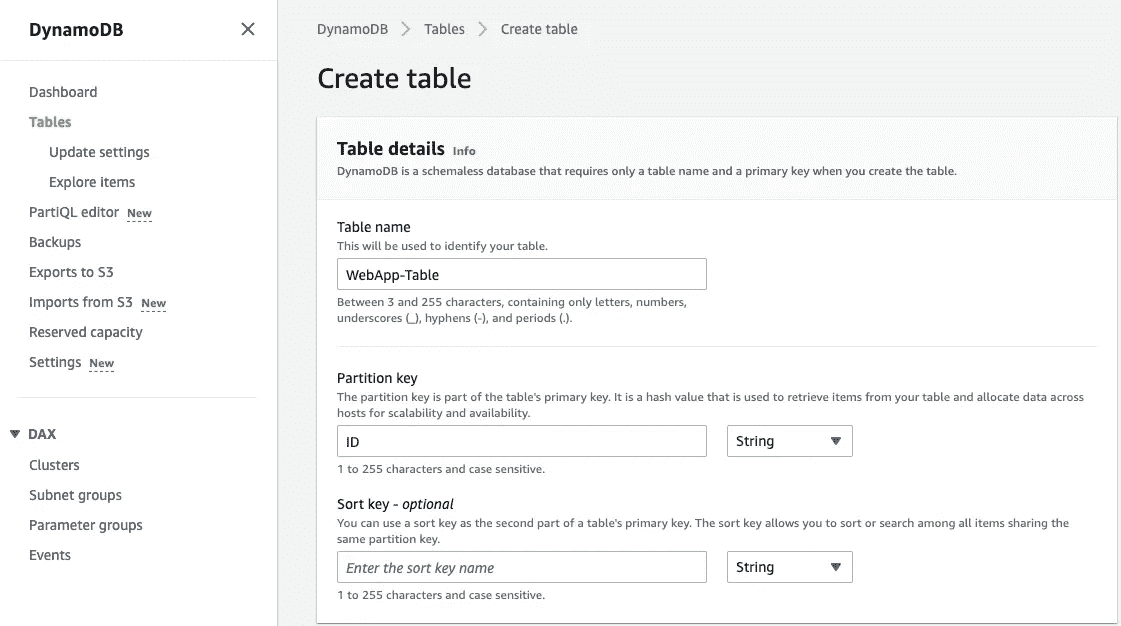 DynamoDB
Dashboard
Tables
Update settings
Explore items
PartiQL editor New
Backups
Exports to S3
Imports from S3 New
Reserved capacity
Settings New
DAX
Clusters
Subnet groups
Parameter groups
Events
DynamoDB Tables Create table
Create table
Table details Info
DynamoDB is a schemaless database that requires only a table name and a primary key when you create the table.
Table name
This will be used to identify your table.
WebApp-Table
Between 3 and 255 characters, containing only letters, numbers,
underscores (_), hyphens (-), and periods (.).
Partition key
The partition key is part of the table's primary key. It is a hash value that is used to retrieve items from your table and allocate data across
hosts for scalability and availability.
ID String
1 to 255 characters and case sensitive.
Sort key - optional
You can use a sort key as the second part of a table's primary key. The sort key allows you to sort or search among all items sharing the
same partition key.
Enter the sort key name String
1 to 255 characters and case sensitive.